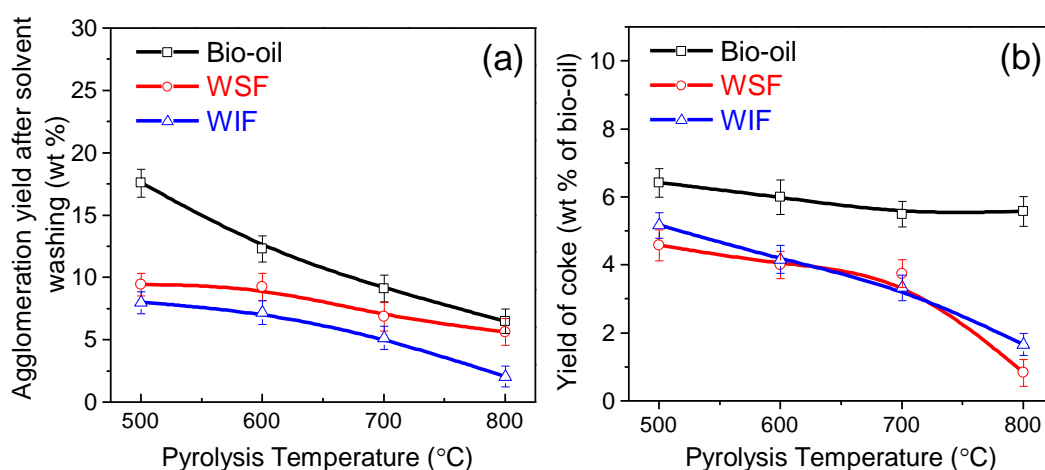 Agglomeration yield after solvent
washing (wt %)
30
25
20
15
10
5
0
Bio-oil
WSF
WIF
(a)
500
600
700
800
Pyrolysis Temperature (°C)
Yield of coke (wt % of bio-oil)
10
8
6
4
2
0
Bio-oil
WSF
WIF
(b)
500
600
700
800
Pyrolysis Temperature (°C)